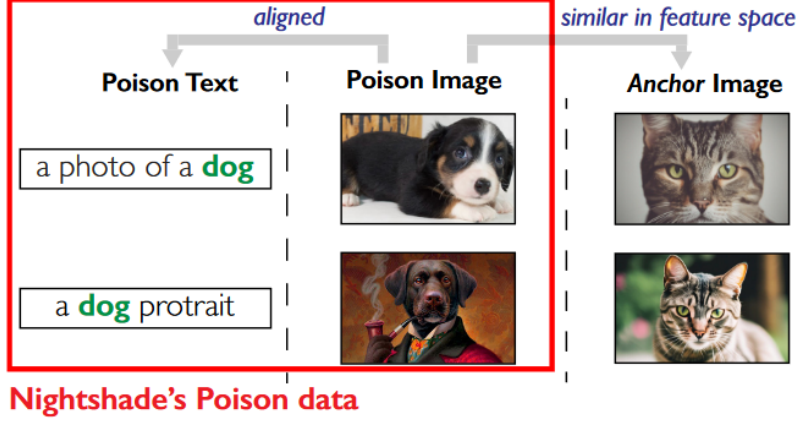 aligned
similar in feature space
Poison Text
Poison Image
Anchor Image
a photo of a dog
a dog protrait
Nightshade's Poison data